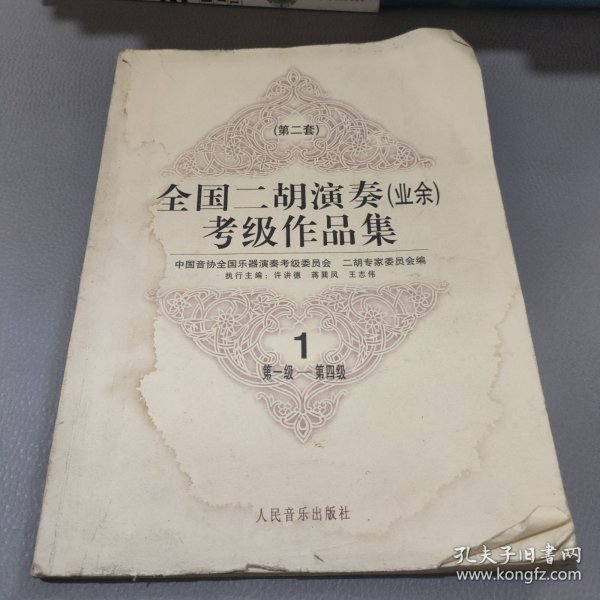 (第二套)
全国二胡演奏(业余)
考级作品集
中国音协全国乐器演奏考级委员会 二胡专家委员会编
执行主编:许讲德 蒋巽风 王志伟
1
第一级—第四级
人民音乐出版社
孔夫子旧书网
www.kongfz.com